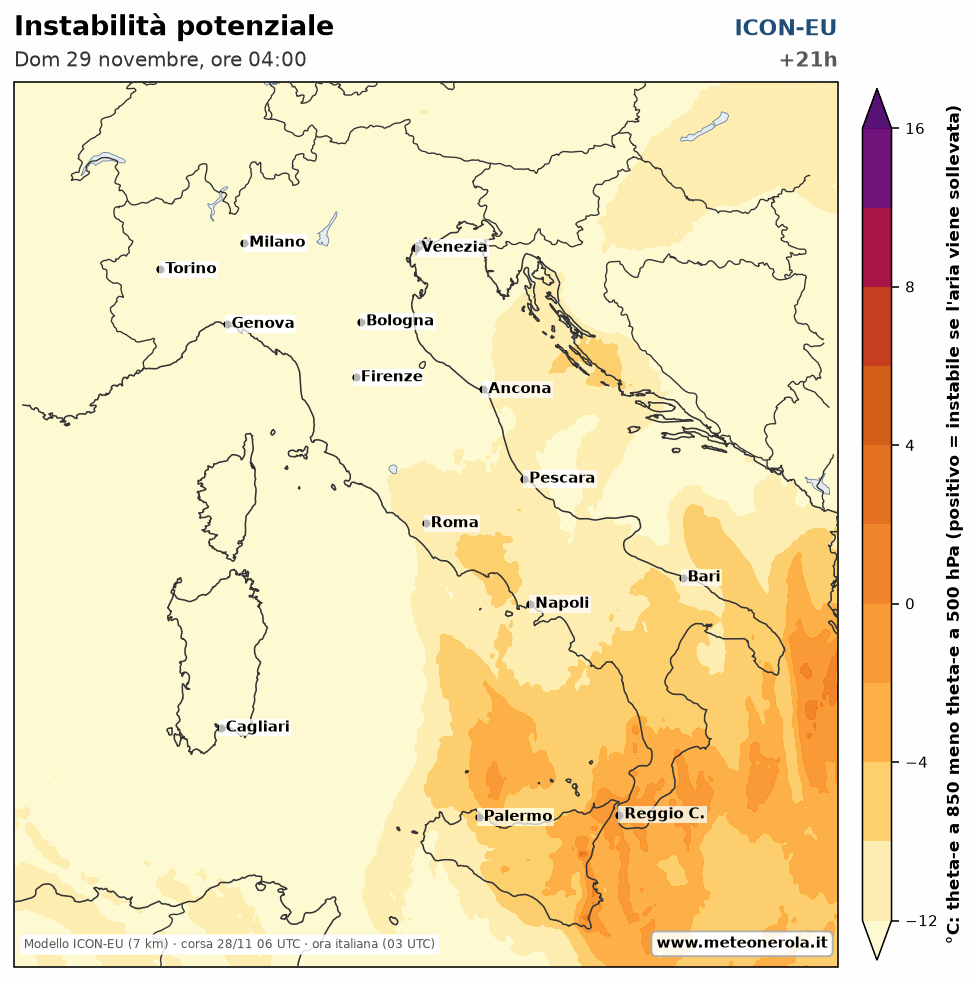 Instabilità potenziale
ICON-EU
Dom 29 novembre, ore 04:00
+21h
Milano
Venezia
Torino
Bologna
Genova
Firenze
Ancona
Pescara
Roma
Bari
Napoli
Cagliari
Palermo
Reggio C.
Modello ICON-EU (7 km) · corsa 28/11 06 UTC · ora italiana (03 UTC)
www.meteonerola.it
16
8
4
0
−4
−12
°C: theta-e a 850 meno theta-e a 500 hPa (positivo = instabile se l'aria viene sollevata)